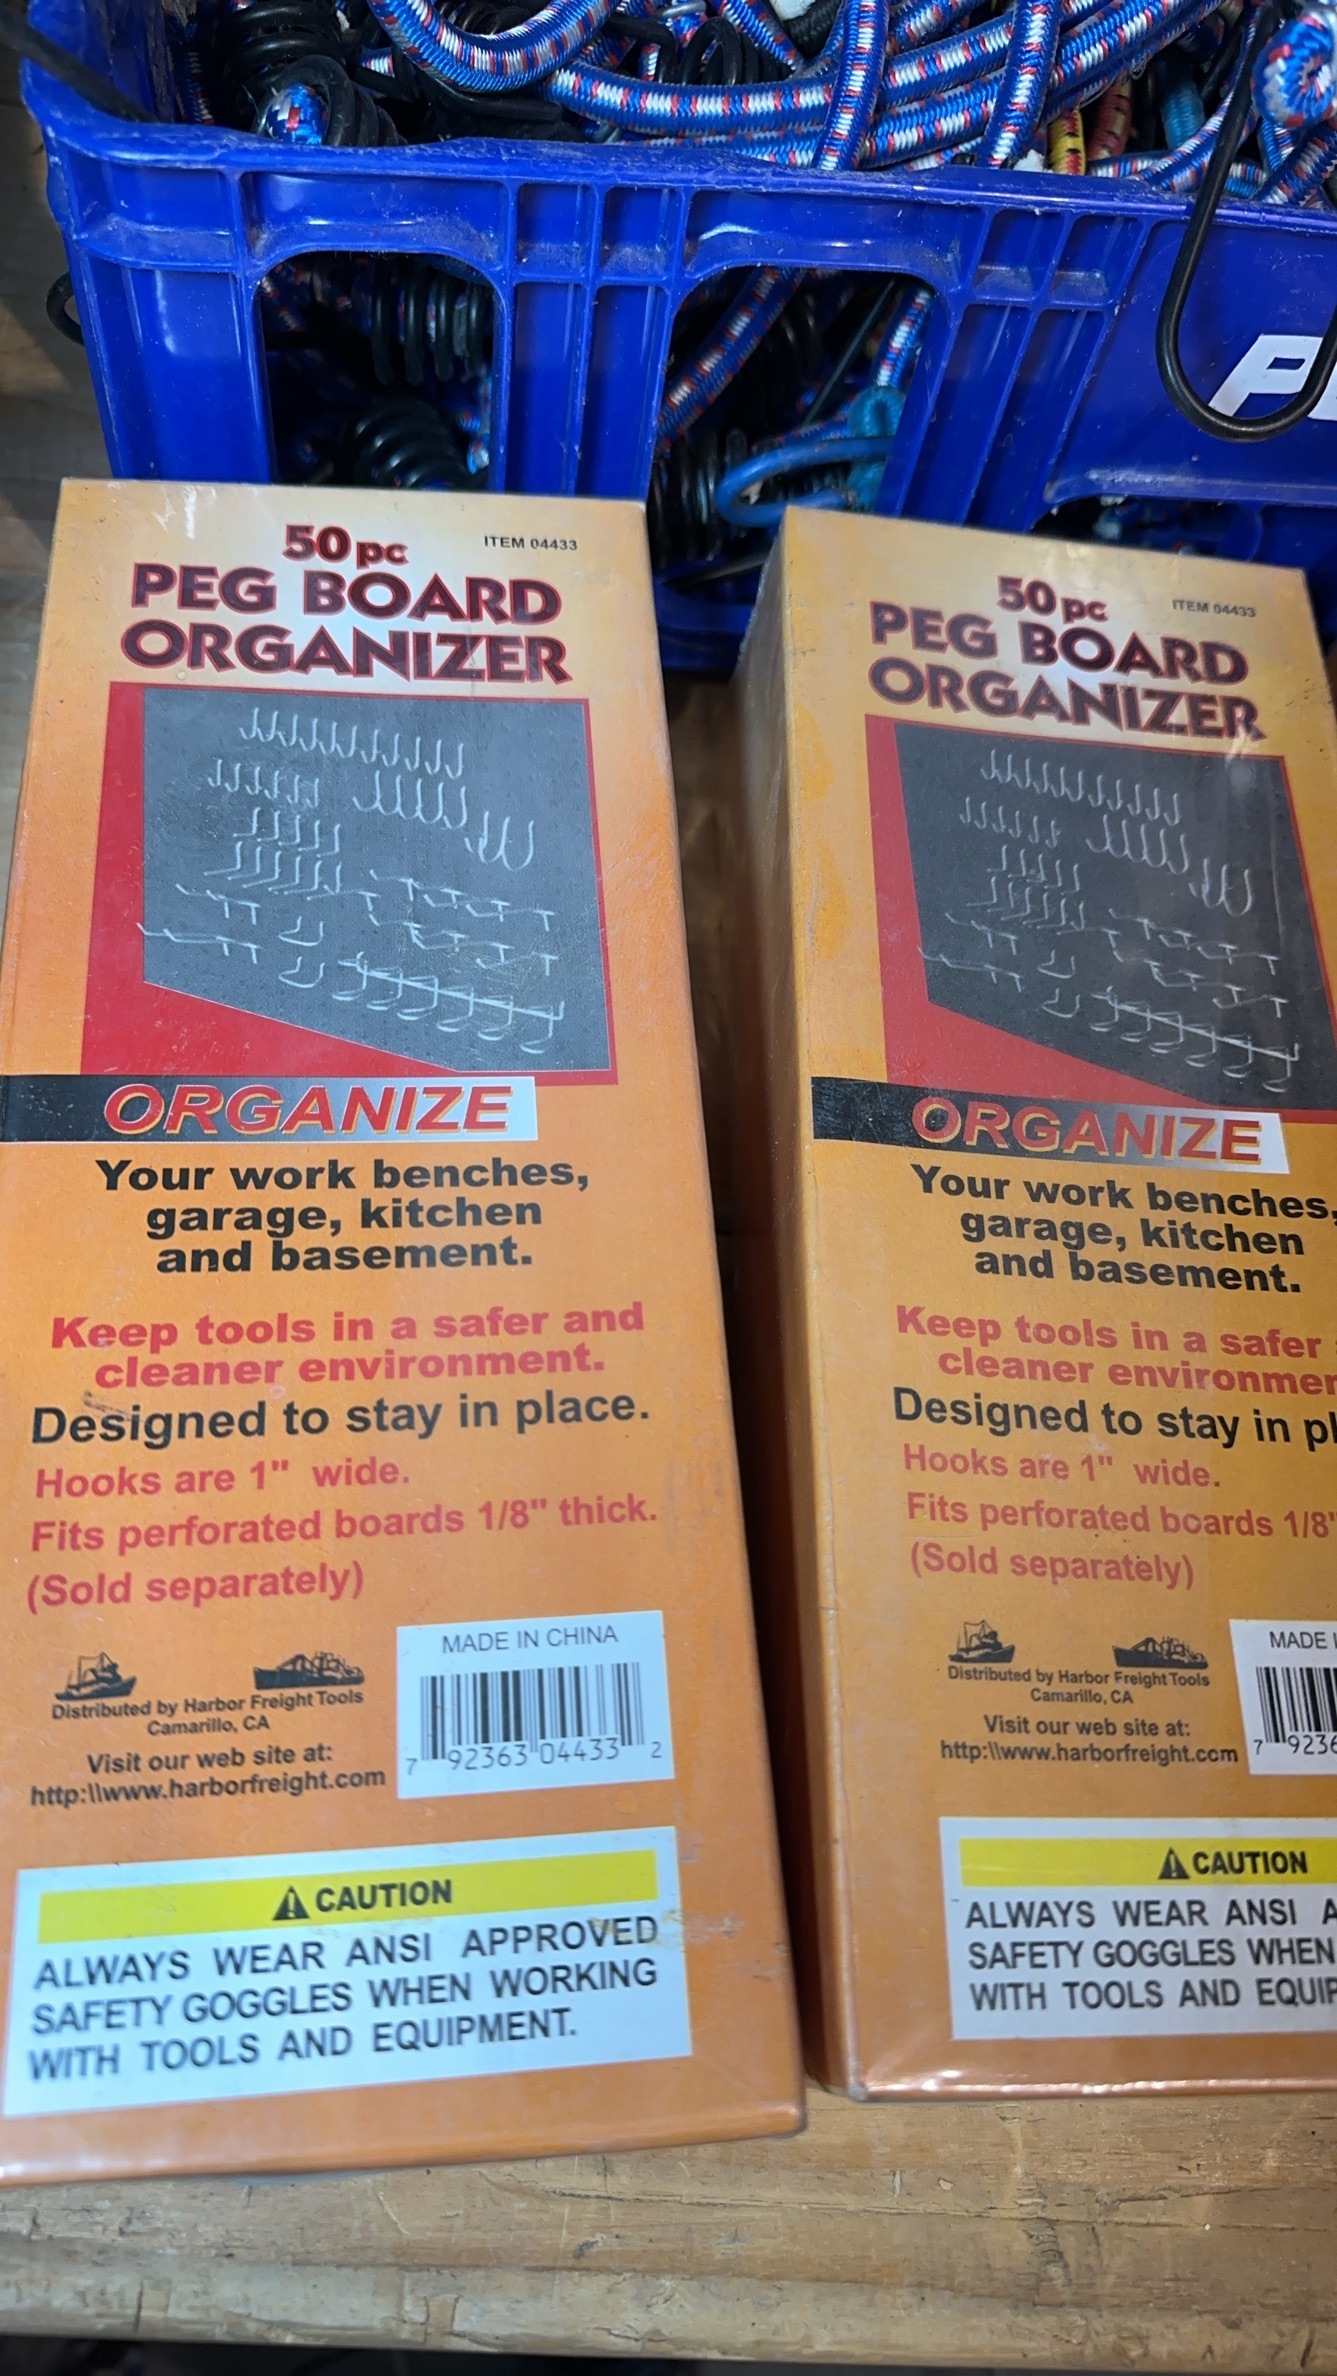 50 pc
ITEM 04433
PEG BOARD
ORGANIZER
ORGANIZE
Your work benches,
garage, kitchen
and basement.
Keep tools in a safer and
cleaner environment.
Designed to stay in place.
Hooks are 1" wide.
Fits perforated boards 1/8" thick.
(Sold separately)
MADE IN CHINA
7 92363 04433 2
Distributed by Harbor Freight Tools
Camarillo, CA
Visit our web site at:
http:\\www.harborfreight.com
CAUTION
ALWAYS WEAR ANSI APPROVED
SAFETY GOGGLES WHEN WORKING
WITH TOOLS AND EQUIPMENT.
50 pc
ITEM 04433
PEG BOARD
ORGANIZER
ORGANIZE
Your work benches,
garage, kitchen
and basement.
Keep tools in a safer
cleaner
Designed to stay in
Hooks are 1" wide.
Fits perforated boards 1/8"
(Sold separately)
MADE
7 923
Distributed by Harbor Freight Tools
Camarillo, CA
Visit our web site at:
http:\\www.harborfreight.com
CAUTION
ALWAYS WEAR ANSI
SAFETY GOGGLES WHEN
WITH TOOLS AND